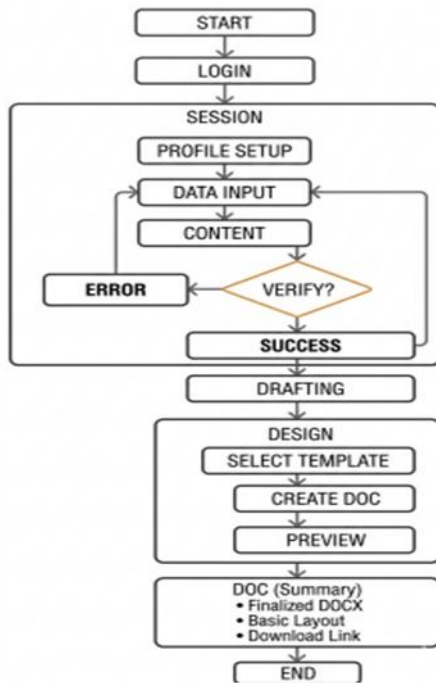 START
LOGIN
SESSION
PROFILE SETUP
DATA INPUT
CONTENT
ERROR
VERIFY?
SUCCESS
DRAFTING
DESIGN
SELECT TEMPLATE
CREATE DOC
PREVIEW
DOC (Summary)
• Finalized DOCX
• Basic Layout
• Download Link
END